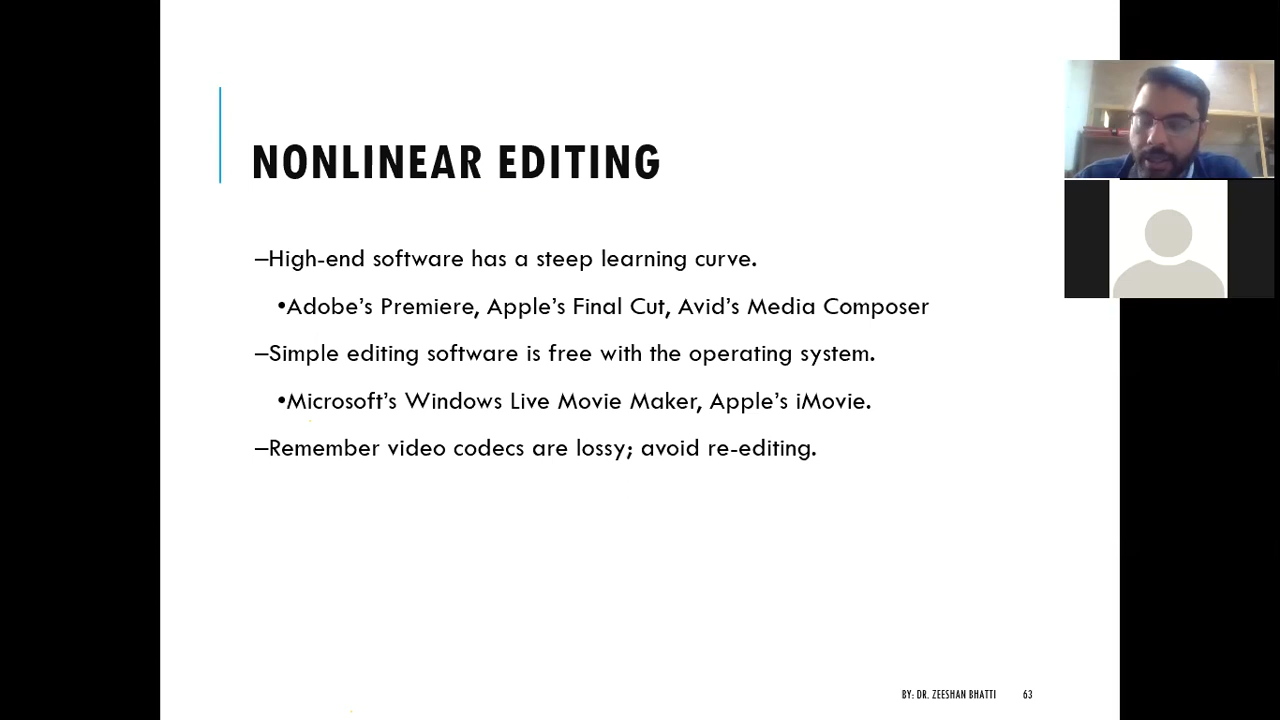 NONLINEAR EDITING
–High-end software has a steep learning curve.
•Adobe’s Premiere, Apple’s Final Cut, Avid’s Media Composer
–Simple editing software is free with the operating system.
•Microsoft’s Windows Live Movie Maker, Apple’s iMovie.
–Remember video codecs are lossy; avoid re-editing.
BY: DR. ZEESHAN BHATTI 63